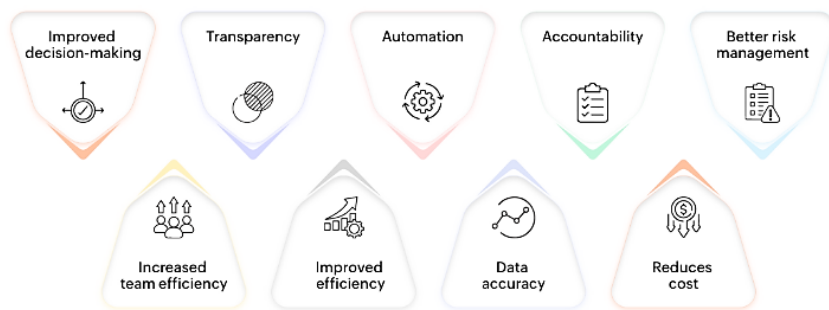 Improved
decision-making
Transparency
Automation
Accountability
Better risk
management
Increased
team efficiency
Improved
efficiency
Data
accuracy
Reduces
cost